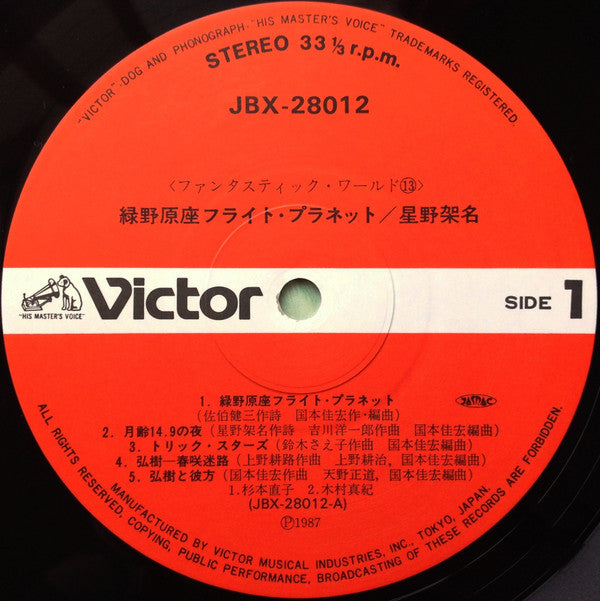 "VICTOR"·DOG AND PHONOGRAPH·"HIS MASTER'S VOICE" TRADEMARKS REGISTERED.
STEREO 33 ⅓ r.p.m.
JBX-28012
〈ファンタスティック・ワールド⑬〉
緑野原座フライト・プラネット／星野架名
"HIS MASTER'S VOICE"
Victor
SIDE 1
1. 緑野原座フライト・プラネット
(佐伯健三作詩 国本佳宏作・編曲)
JASRAC
2. 月齢14.9の夜 (星野架名作詩 吉川洋一郎作曲 国本佳宏編曲)
3. トリック・スターズ (鈴木さえ子作曲 国本佳宏編曲)
4. 弘樹―春咲迷路 (上野耕路作曲 上野耕治, 国本佳宏編曲)
5. 弘樹と彼方 (国本佳宏作曲 天野正道, 国本佳宏編曲)
1.杉本直子 2.木村真紀
(JBX-28012-A)
Ⓟ1987
ALL RIGHTS RESERVED, COPYING, PUBLIC PERFORMANCE, BROADCASTING OF THESE RECORDS ARE FORBIDDEN.
MANUFACTURED BY VICTOR MUSICAL INDUSTRIES, INC., TOKYO, JAPAN.